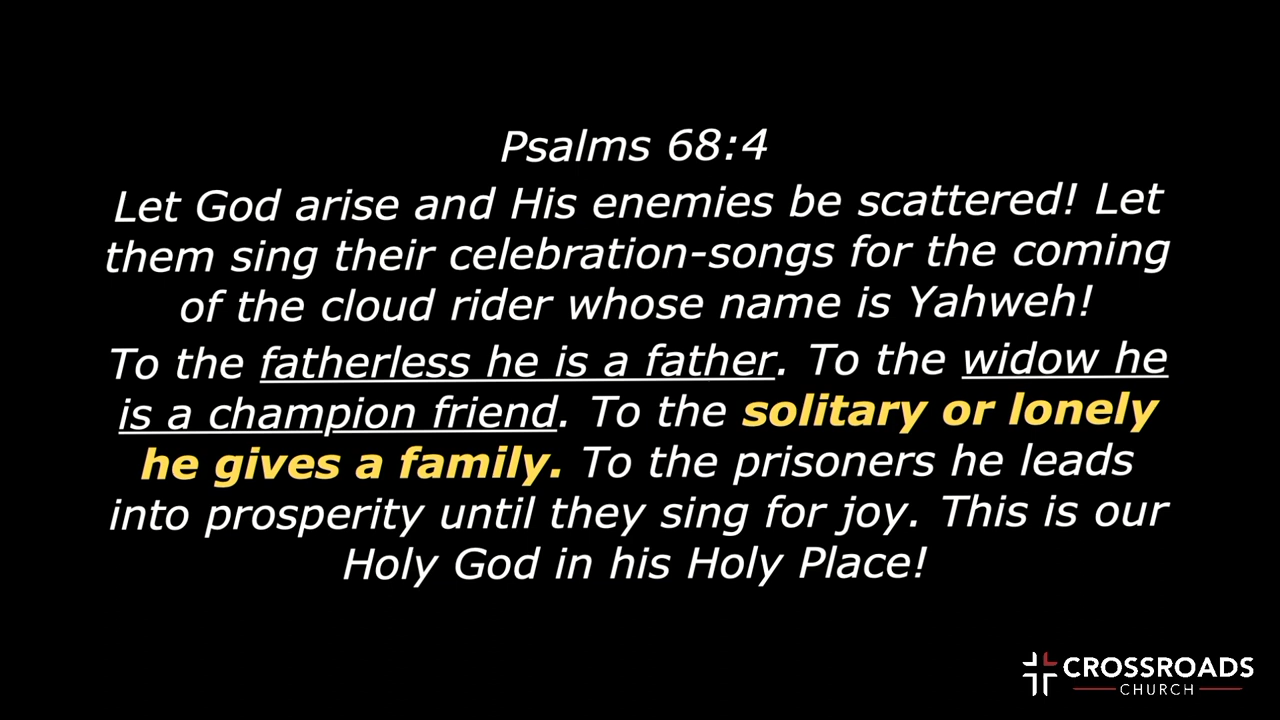 Psalms 68:4
Let God arise and His enemies be scattered! Let
them sing their celebration-songs for the coming
of the cloud rider whose name is Yahweh!
To the fatherless he is a father. To the widow he
is a champion friend. To the solitary or lonely
he gives a family. To the prisoners he leads
into prosperity until they sing for joy. This is our
Holy God in his Holy Place!
CROSSROADS
CHURCH